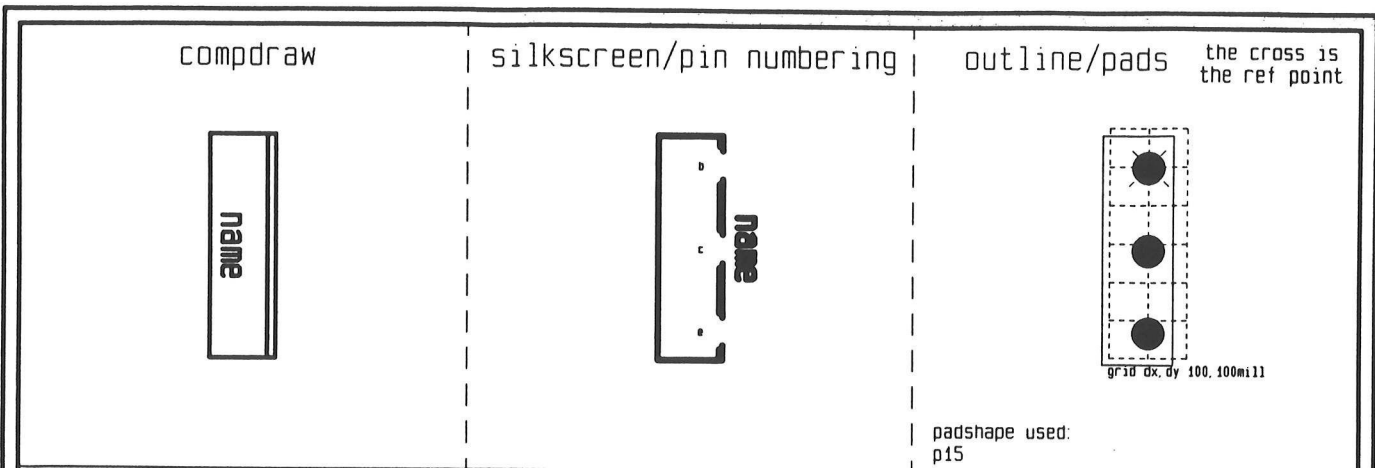 compdraw
silkscreen/pin numbering
outline/pads
the cross is
the ref point
name
b
c
e
name
grid dx,dy 100,100mill
padshape used:
p15